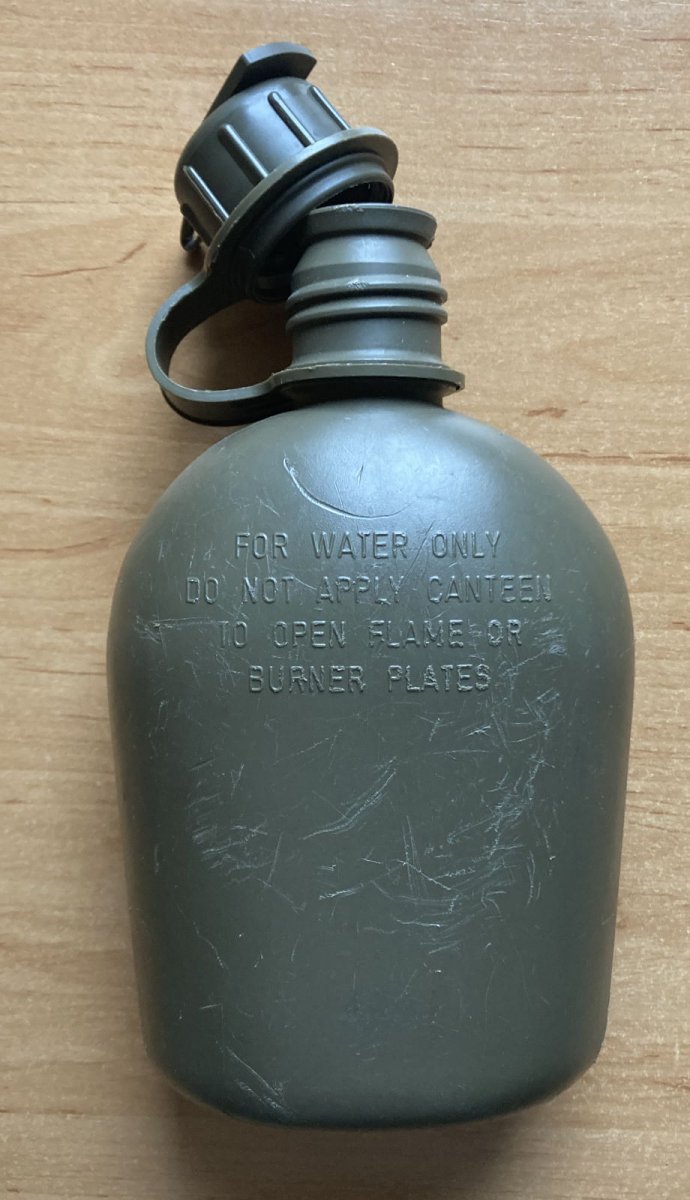 FOR WATER ONLY
DO NOT APPLY CANTEEN
TO OPEN FLAME OR
BURNER PLATES